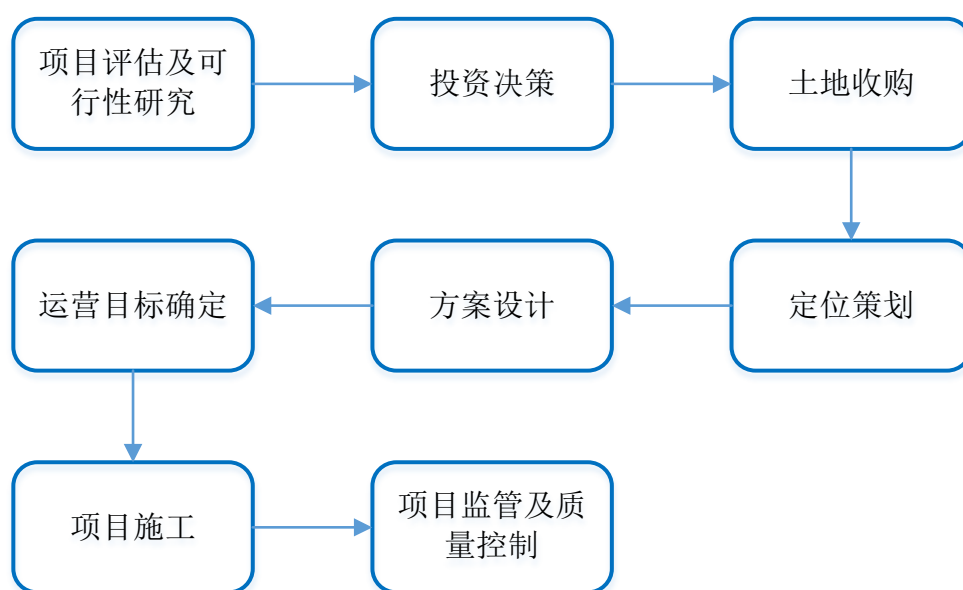 项目评估及可
行性研究
投资决策
土地收购
定位策划
方案设计
运营目标确定
项目施工
项目监管及质
量控制